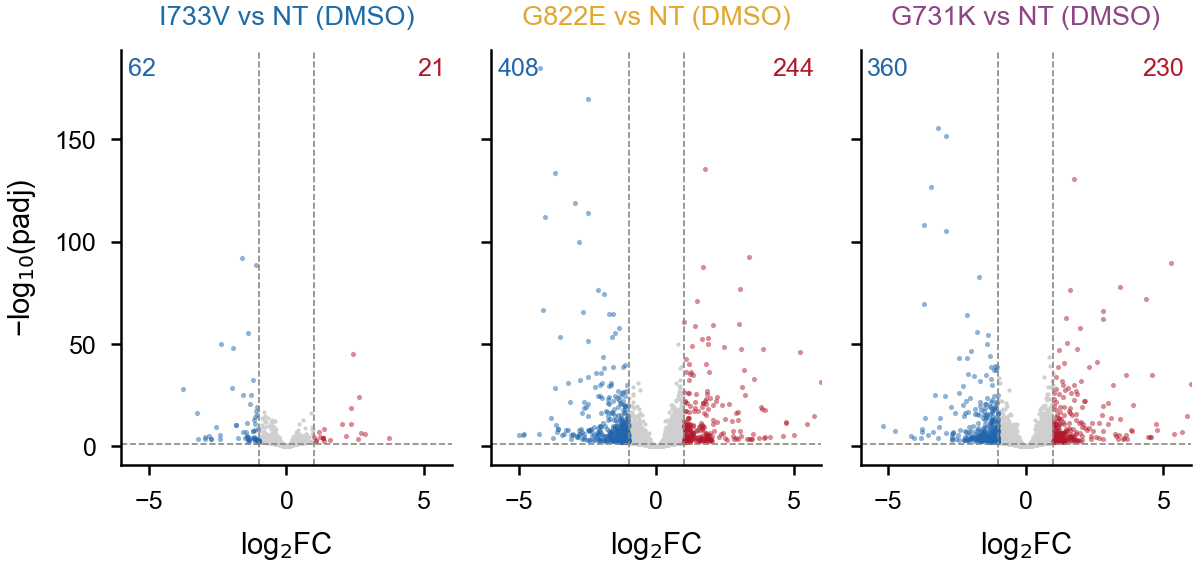 I733V vs NT (DMSO)
G822E vs NT (DMSO)
G731K vs NT (DMSO)
62
21
408
244
360
230
−log₁₀(padj)
150
100
50
0
−5
0
5
−5
0
5
−5
0
5
log₂FC
log₂FC
log₂FC